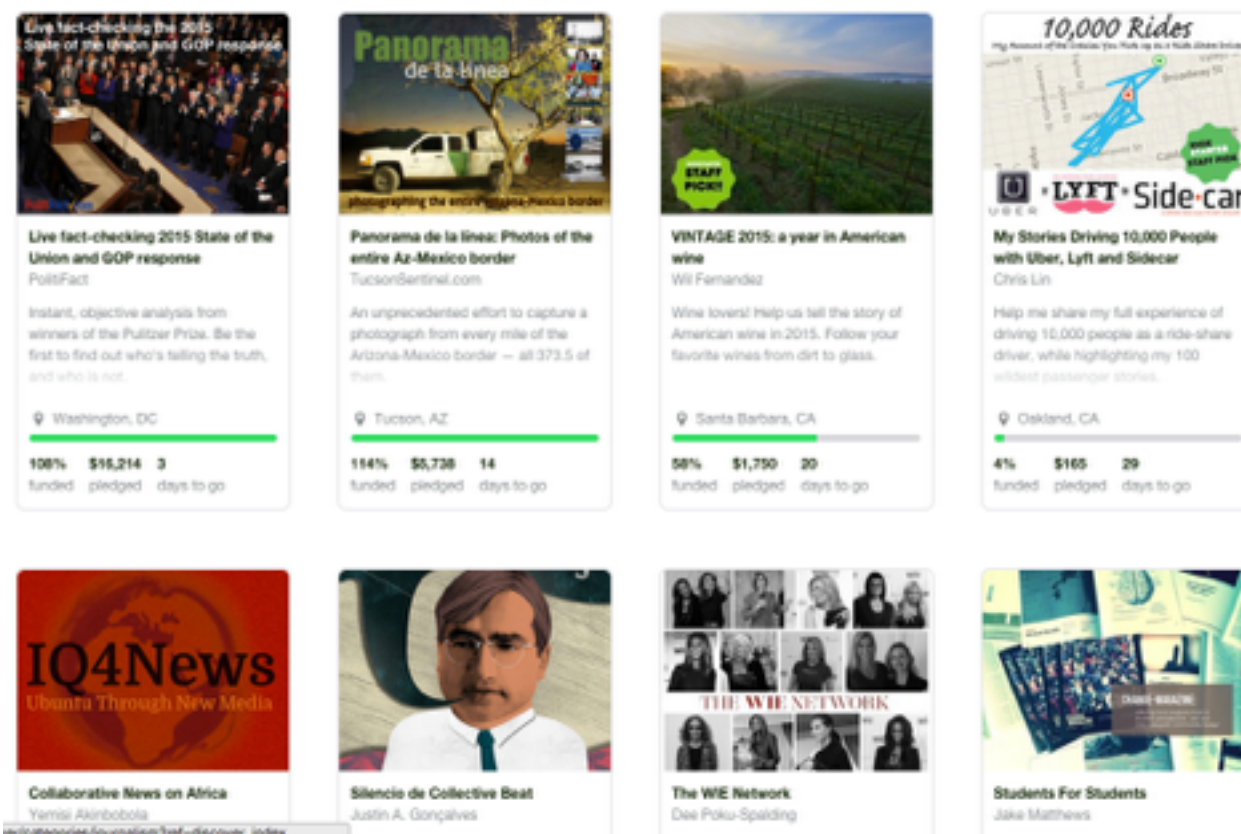 Live fact-checking the 2015
State of the Union and GOP response
Panorama
de la linea
photographing the entire Arizona-Mexico border
STAFF
PICK!!
10,000 Rides
Broadway St
STAFF PICK
UBER
LYFT
Side•car
Live fact-checking 2015 State of the
Union and GOP response
PolitiFact
Instant, objective analysis from
winners of the Pulitzer Prize. Be the
first to find out who's telling the truth,
and who is not.
Washington, DC
108% $16,214 3
funded pledged days to go
Panorama de la linea: Photos of the
entire Az-Mexico border
TucsonSentinel.com
An unprecedented effort to capture a
photograph from every mile of the
Arizona-Mexico border — all 373.5 of
them.
Tucson, AZ
114% $5,738 14
funded pledged days to go
VINTAGE 2015: a year in American
wine
Wil Fernandez
Wine lovers! Help us tell the story of
American wine in 2015. Follow your
favorite wines from dirt to glass.
Santa Barbara, CA
58% $1,750 20
funded pledged days to go
My Stories Driving 10,000 People
with Uber, Lyft and Sidecar
Chris Lin
Help me share my full experience of
driving 10,000 people as a ride-share
driver, while highlighting my 100
wildest passenger stories.
Oakland, CA
4% $165 29
funded pledged days to go
IQ4News
Ubuntu Through New Media
THE WIE NETWORK
CHANGE-MAGAZINE
Collaborative News on Africa
Yemisi Akinbobola
Silencio de Collective Beat
Justin A. Gonçalves
The WIE Network
Dee Poku-Spalding
Students For Students
Jake Matthews
/categories/journalism?ref=discover_index